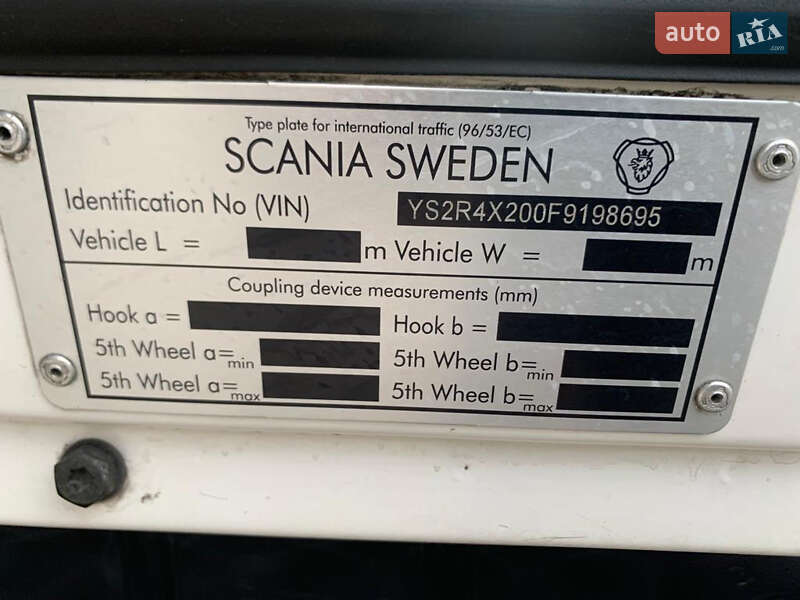 auto RIA .com
Type plate for international traffic (96/53/EC)
SCANIA SWEDEN
Identification No (VIN) YS2R4X200F9198695
Vehicle L = m Vehicle W = m
Coupling device measurements (mm)
Hook a = Hook b =
5th Wheel a=min 5th Wheel b=min
5th Wheel a=max 5th Wheel b=max